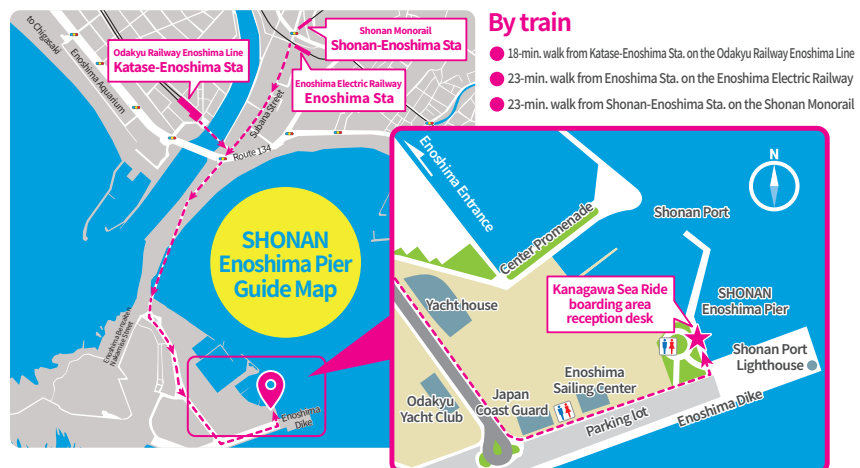 By train
18-min. walk from Katase-Enoshima Sta. on the Odakyu Railway Enoshima Line
23-min. walk from Enoshima Sta. on the Enoshima Electric Railway
23-min. walk from Shonan-Enoshima Sta. on the Shonan Monorail
to Chigasaki
Enoshima Aquarium
Odakyu Railway Enoshima Line
Katase-Enoshima Sta
Shonan Monorail
Shonan-Enoshima Sta
Enoshima Electric Railway
Enoshima Sta
Subana Street
Route 134
SHONAN
Enoshima Pier
Guide Map
Enoshima Benzaiten
Nakamise Street
Enoshima
Dike
Enoshima Entrance
Center Promenade
N
Shonan Port
Kanagawa Sea Ride
boarding area
reception desk
SHONAN
Enoshima Pier
Yacht house
Shonan Port
Lighthouse
Enoshima
Sailing Center
Japan
Coast Guard
Odakyu
Yacht Club
Parking lot
Enoshima Dike